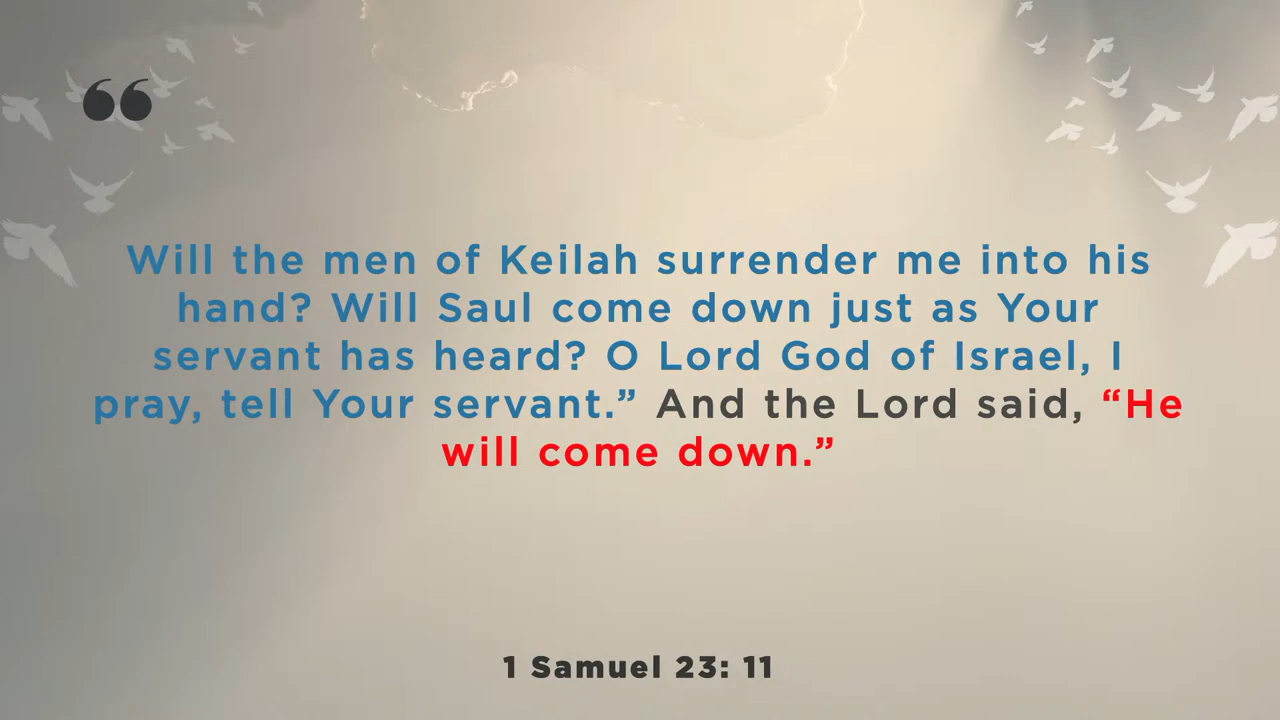 “
Will the men of Keilah surrender me into his
hand? Will Saul come down just as Your
servant has heard? O Lord God of Israel, I
pray, tell Your servant.” And the Lord said, “He
will come down.”
1 Samuel 23: 11